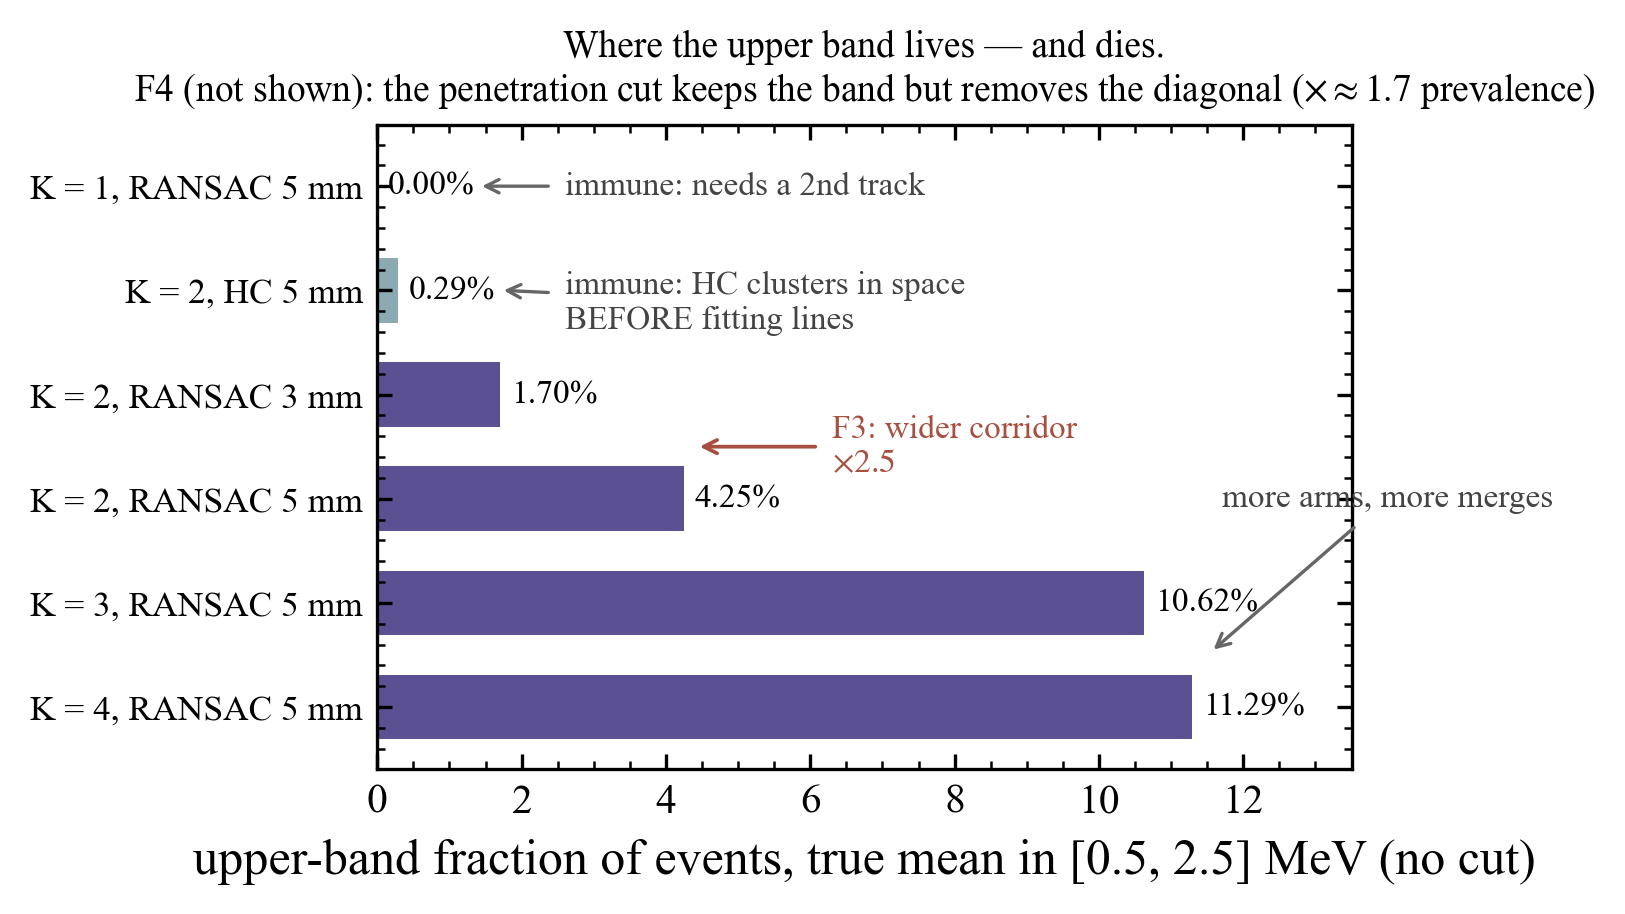 Where the upper band lives — and dies.
F4 (not shown): the penetration cut keeps the band but removes the diagonal (×≈1.7 prevalence)
K = 1, RANSAC 5 mm
0.00%
immune: needs a 2nd track
K = 2, HC 5 mm
0.29%
immune: HC clusters in space
BEFORE fitting lines
K = 2, RANSAC 3 mm
1.70%
F3: wider corridor
×2.5
K = 2, RANSAC 5 mm
4.25%
more arms, more merges
K = 3, RANSAC 5 mm
10.62%
K = 4, RANSAC 5 mm
11.29%
0 2 4 6 8 10 12
upper-band fraction of events, true mean in [0.5, 2.5] MeV (no cut)